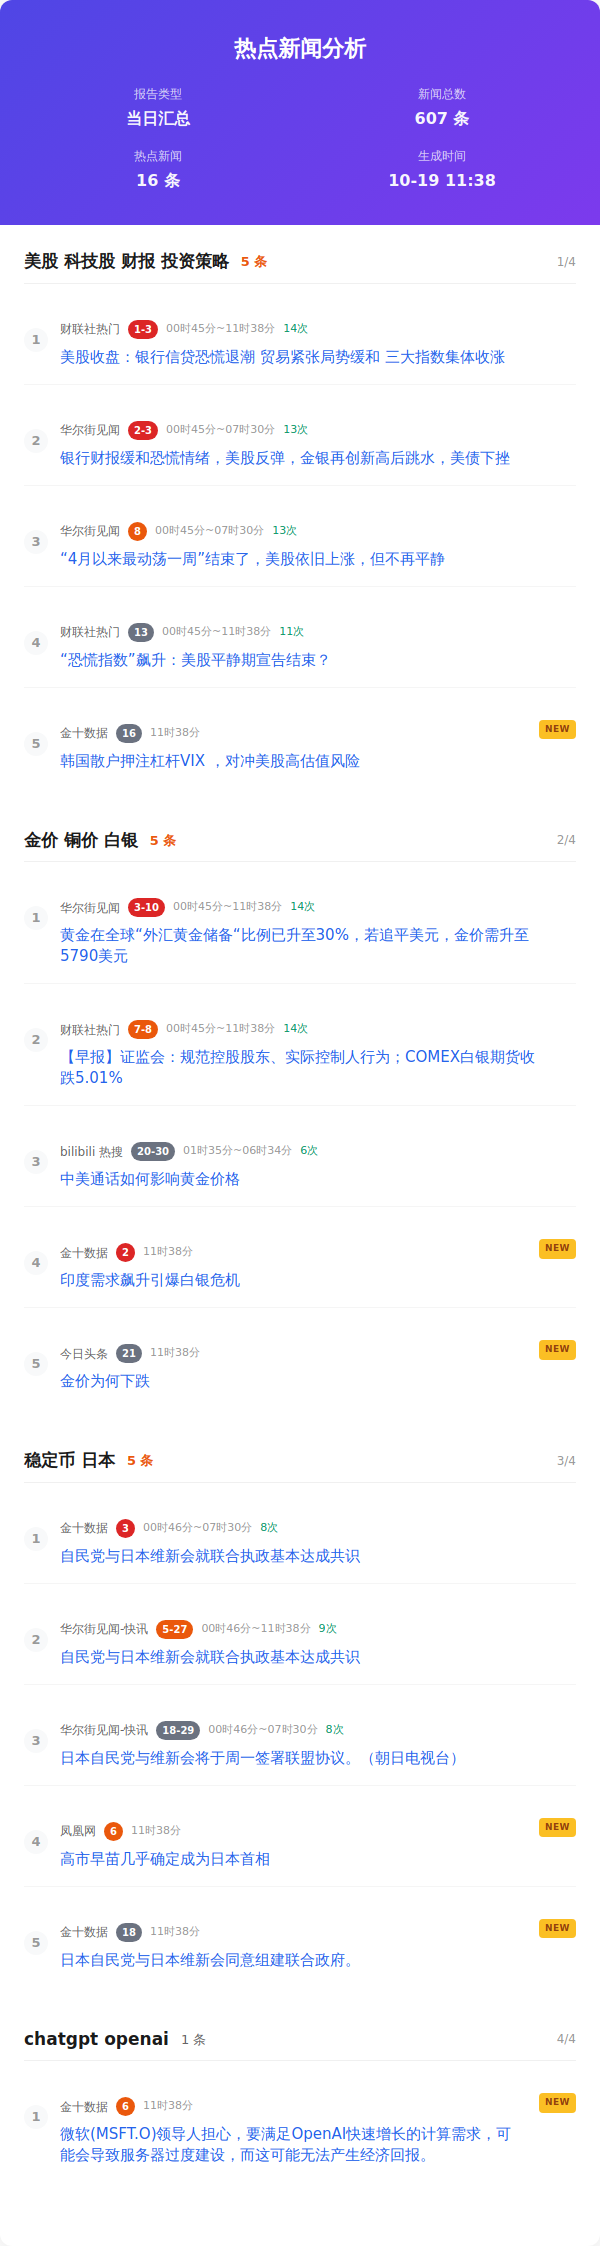 热点新闻分析
报告类型
新闻总数
当日汇总
607 条
热点新闻
生成时间
16 条
10-19 11:38
美股 科技股 财报 投资策略 5 条 1/4
1 财联社热门 1-3 00时45分~11时38分 14次
美股收盘：银行信贷恐慌退潮 贸易紧张局势缓和 三大指数集体收涨
2 华尔街见闻 2-3 00时45分~07时30分 13次
银行财报缓和恐慌情绪，美股反弹，金银再创新高后跳水，美债下挫
3 华尔街见闻 8 00时45分~07时30分 13次
“4月以来最动荡一周”结束了，美股依旧上涨，但不再平静
4 财联社热门 13 00时45分~11时38分 11次
“恐慌指数”飙升：美股平静期宣告结束？
5 金十数据 16 11时38分 NEW
韩国散户押注杠杆VIX ，对冲美股高估值风险
金价 铜价 白银 5 条 2/4
1 华尔街见闻 3-10 00时45分~11时38分 14次
黄金在全球“外汇黄金储备“比例已升至30%，若追平美元，金价需升至
5790美元
2 财联社热门 7-8 00时45分~11时38分 14次
【早报】证监会：规范控股股东、实际控制人行为；COMEX白银期货收
跌5.01%
3 bilibili 热搜 20-30 01时35分~06时34分 6次
中美通话如何影响黄金价格
4 金十数据 2 11时38分 NEW
印度需求飙升引爆白银危机
5 今日头条 21 11时38分 NEW
金价为何下跌
稳定币 日本 5 条 3/4
1 金十数据 3 00时46分~07时30分 8次
自民党与日本维新会就联合执政基本达成共识
2 华尔街见闻-快讯 5-27 00时46分~11时38分 9次
自民党与日本维新会就联合执政基本达成共识
3 华尔街见闻-快讯 18-29 00时46分~07时30分 8次
日本自民党与维新会将于周一签署联盟协议。（朝日电视台）
4 凤凰网 6 11时38分 NEW
高市早苗几乎确定成为日本首相
5 金十数据 18 11时38分 NEW
日本自民党与日本维新会同意组建联合政府。
chatgpt openai 1 条 4/4
1 金十数据 6 11时38分 NEW
微软(MSFT.O)领导人担心，要满足OpenAI快速增长的计算需求，可
能会导致服务器过度建设，而这可能无法产生经济回报。